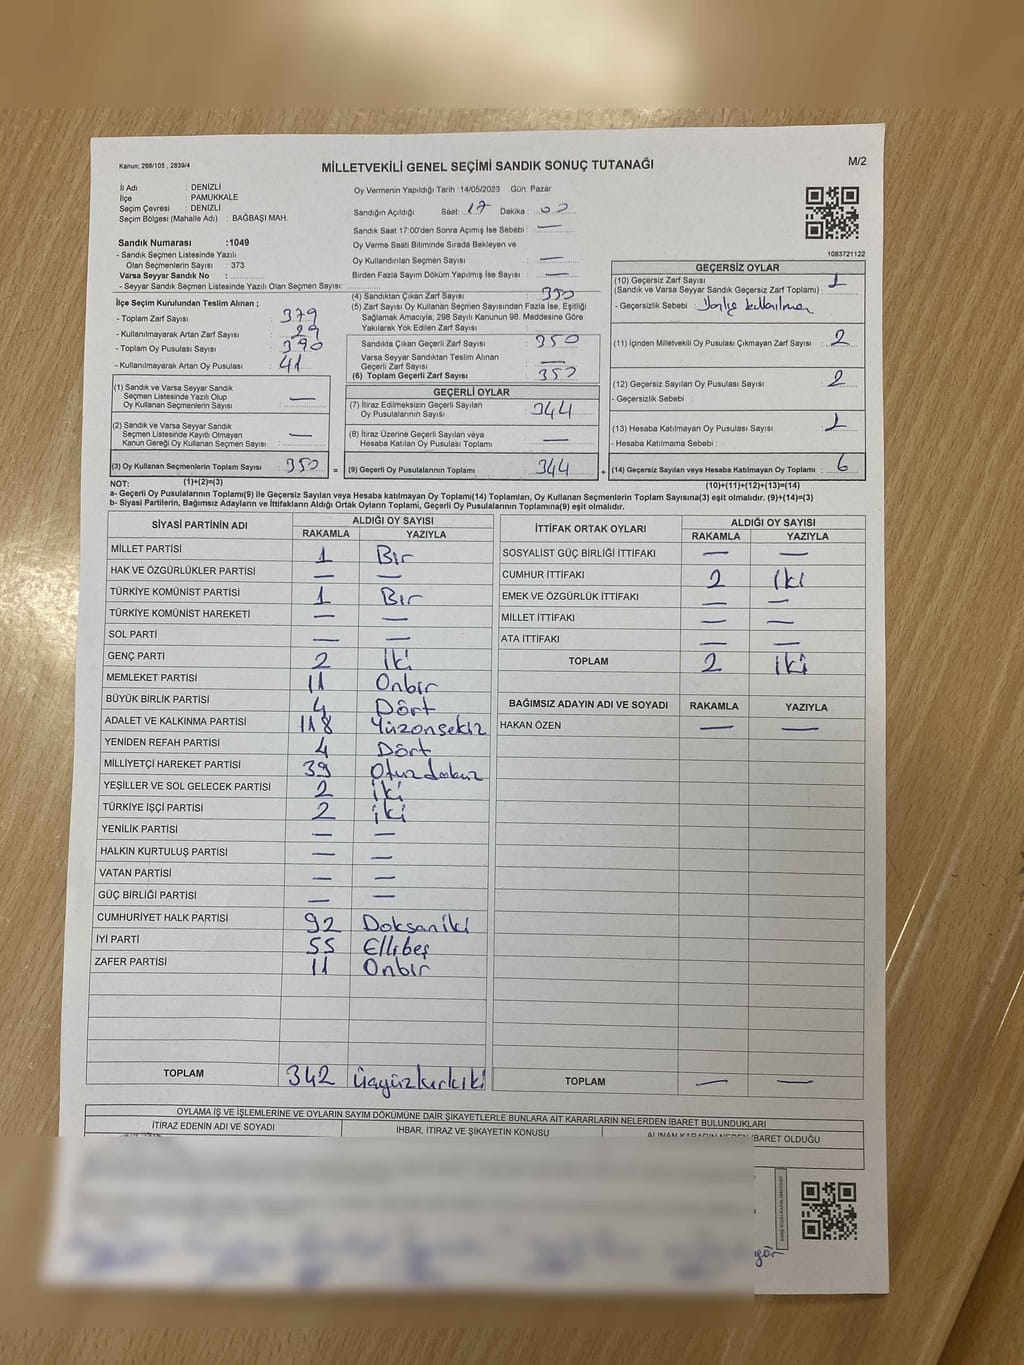 Kanun; 298/105 , 2839/4
MİLLETVEKİLİ GENEL SEÇİMİ SANDIK SONUÇ TUTANAĞI
M/2
İl Adı : DENİZLİ
İlçe : PAMUKKALE
Seçim Çevresi : DENİZLİ
Seçim Bölgesi (Mahalle Adı) : BAĞBAŞI MAH.
Sandık Numarası :1049
- Sandık Seçmen Listesinde Yazılı
Olan Seçmenlerin Sayısı : 373
Varsa Seyyar Sandık No :
- Seyyar Sandık Seçmen Listesinde Yazılı Olan Seçmen Sayısı:
Oy Vermenin Yapıldığı Tarih :14/05/2023 Gün: Pazar
Sandığın Açıldığı Saat: 17 Dakika : 00
Sandık Saat 17:00'den Sonra Açımış İse Sebebi : —
Oy Verme Saati Bitiminde Sırada Bekleyen ve
Oy Kullandırılan Seçmen Sayısı : —
Birden Fazla Sayım Döküm Yapılmış İse Sayısı : —
1083721122
İlçe Seçim Kurulundan Teslim Alınan ;
- Toplam Zarf Sayısı : 379
- Kullanılmayarak Artan Zarf Sayısı : 29
- Toplam Oy Pusulası Sayısı : 390
- Kullanılmayarak Artan Oy Pusulası : 41
(1) Sandık ve Varsa Seyyar Sandık
Seçmen Listesinde Yazılı Olup
Oy Kullanan Seçmenlerin Sayısı : —
(2) Sandık ve Varsa Seyyar Sandık
Seçmen Listesinde Kayıtlı Olmayan
Kanun Gereği Oy Kullanan Seçmen Sayısı : —
(3) Oy Kullanan Seçmenlerin Toplam Sayısı : 350
(1)+(2)=(3)
(4) Sandıktan Çıkan Zarf Sayısı : 350
(5) Zarf Sayısı Oy Kullanan Seçmen Sayısından Fazla İse, Eşitliği
Sağlamak Amacıyla, 298 Sayılı Kanunun 98. Maddesine Göre
Yakılarak Yok Edilen Zarf Sayısı :
Sandıkta Çıkan Geçerli Zarf Sayısı : 350
Varsa Seyyar Sandıktan Teslim Alınan
Geçerli Zarf Sayısı : —
(6) Toplam Geçerli Zarf Sayısı : 350
GEÇERLİ OYLAR
(7) İtiraz Edilmeksizin Geçerli Sayılan
Oy Pusulalarının Sayısı : 344
(8) İtiraz Üzerine Geçerli Sayılan veya
Hesaba Katılan Oy Pusulaları Toplamı : —
= (9) Geçerli Oy Pusulalarının Toplamı : 344
GEÇERSİZ OYLAR
(10) Geçersiz Zarf Sayısı
(Sandık ve Varsa Seyyar Sandık Geçersiz Zarf Toplamı) : 1
- Geçersizlik Sebebi :
(11) İçinden Milletvekili Oy Pusulası Çıkmayan Zarf Sayısı : 2
(12) Geçersiz Sayılan Oy Pusulası Sayısı : 2
- Geçersizlik Sebebi :
(13) Hesaba Katılmayan Oy Pusulası Sayısı : 1
- Hesaba Katılmama Sebebi :
+ (14) Geçersiz Sayılan veya Hesaba Katılmayan Oy Toplamı : 6
(10)+(11)+(12)+(13)=(14)
NOT:
a- Geçerli Oy Pusulalarının Toplamı(9) ile Geçersiz Sayılan veya Hesaba katılmayan Oy Toplamı(14) Toplamları, Oy Kullanan Seçmenlerin Toplam Sayısına(3) eşit olmalıdır. (9)+(14)=(3)
b- Siyasi Partilerin, Bağımsız Adayların ve İttifakların Aldığı Ortak Oyların Toplamı, Geçerli Oy Pusulalarının Toplamına(9) eşit olmalıdır.
SİYASİ PARTİNİN ADI ALDIĞI OY SAYISI
RAKAMLA YAZIYLA
MİLLET PARTİSİ 1 Bir
HAK VE ÖZGÜRLÜKLER PARTİSİ — —
TÜRKİYE KOMÜNİST PARTİSİ 1 Bir
TÜRKİYE KOMÜNİST HAREKETİ — —
SOL PARTİ — —
GENÇ PARTİ 2 İki
MEMLEKET PARTİSİ 11 Onbir
BÜYÜK BİRLİK PARTİSİ 4 Dört
ADALET VE KALKINMA PARTİSİ 118 Yüzonsekiz
YENİDEN REFAH PARTİSİ 4 Dört
MİLLİYETÇİ HAREKET PARTİSİ 39 Otuzdokuz
YEŞİLLER VE SOL GELECEK PARTİSİ 2 iki
TÜRKİYE İŞÇİ PARTİSİ 2 iki
YENİLİK PARTİSİ — —
HALKIN KURTULUŞ PARTİSİ — —
VATAN PARTİSİ — —
GÜÇ BİRLİĞİ PARTİSİ — —
CUMHURİYET HALK PARTİSİ 92 Doksaniki
İYİ PARTİ 55 Ellibeş
ZAFER PARTİSİ 11 Onbir
TOPLAM 342 üçyüzkırkiki
İTTİFAK ORTAK OYLARI ALDIĞI OY SAYISI
RAKAMLA YAZIYLA
SOSYALİST GÜÇ BİRLİĞİ İTTİFAKI — —
CUMHUR İTTİFAKI 2 iki
EMEK VE ÖZGÜRLÜK İTTİFAKI — —
MİLLET İTTİFAKI — —
ATA İTTİFAKI — —
TOPLAM 2 iki
BAĞIMSIZ ADAYIN ADI VE SOYADI RAKAMLA YAZIYLA
HAKAN ÖZEN — —
TOPLAM — —
OYLAMA İŞ VE İŞLEMLERİNE VE OYLARIN SAYIM DÖKÜMÜNE DAİR ŞİKAYETLERLE BUNLARA AİT KARARLARIN NELERDEN İBARET BULUNDUKLARI
İTİRAZ EDENİN ADI VE SOYADI
İHBAR, İTİRAZ VE ŞİKAYETİN KONUSU
ALINAN KARARIN NEDEN İBARET OLDUĞU